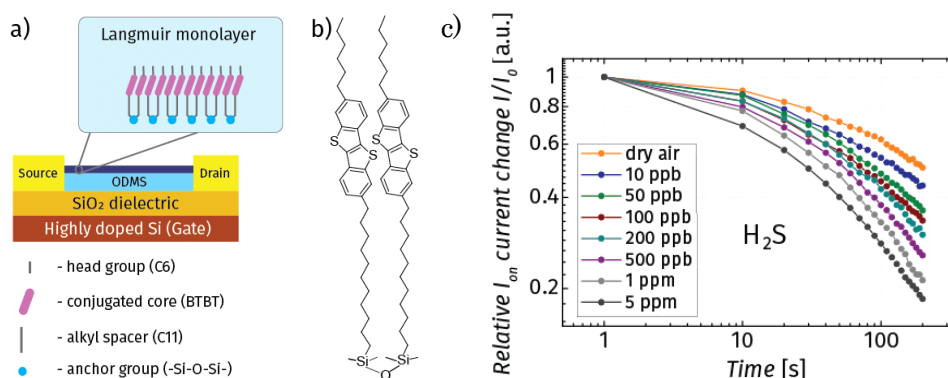 a)
Langmuir monolayer
Source
ODMS
Drain
SiO₂ dielectric
Highly doped Si (Gate)
- head group (C6)
- conjugated core (BTBT)
- alkyl spacer (C11)
- anchor group (-Si-O-Si-)
b)
S
S
S
S
Si
Si
O
c)
Relative I_on current change I/I₀ [a.u.]
1
0.8
0.6
0.4
0.2
dry air
10 ppb
50 ppb
100 ppb
200 ppb
500 ppb
1 ppm
5 ppm
H₂S
1
10
100
Time [s]